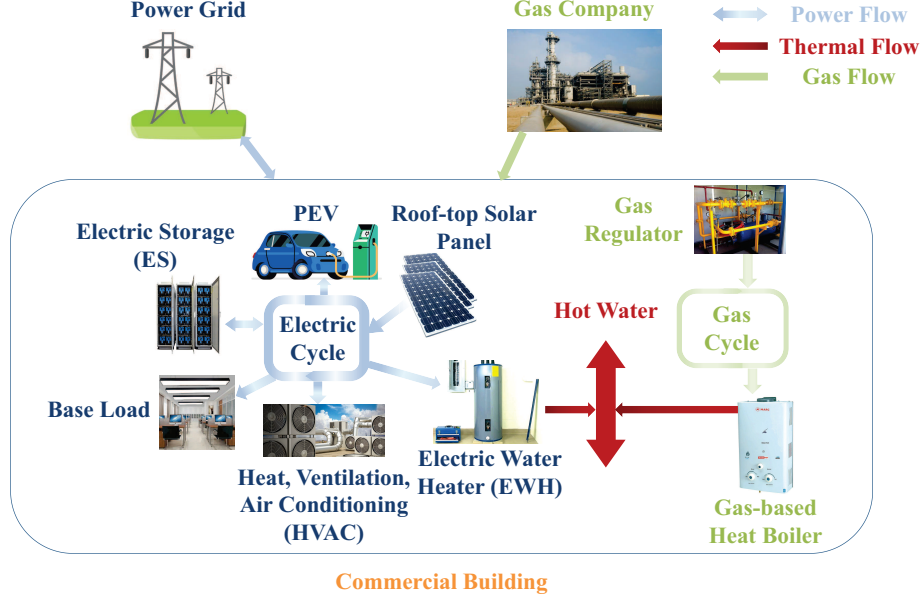 Power Grid
Gas Company
Power Flow
Thermal Flow
Gas Flow
Electric Storage
(ES)
PEV
Roof-top Solar
Panel
Gas
Regulator
Electric
Cycle
Hot Water
Gas
Cycle
Base Load
Heat, Ventilation,
Air Conditioning
(HVAC)
Electric Water
Heater (EWH)
Gas-based
Heat Boiler
Commercial Building